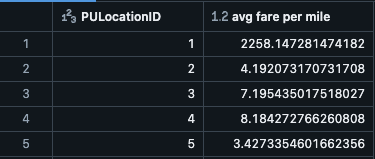 1²3 PULocationID 1.2 avg fare per mile
1 1 2258.147281474182
2 2 4.192073170731708
3 3 7.195435017518027
4 4 8.184272766260808
5 5 3.4273354601662356